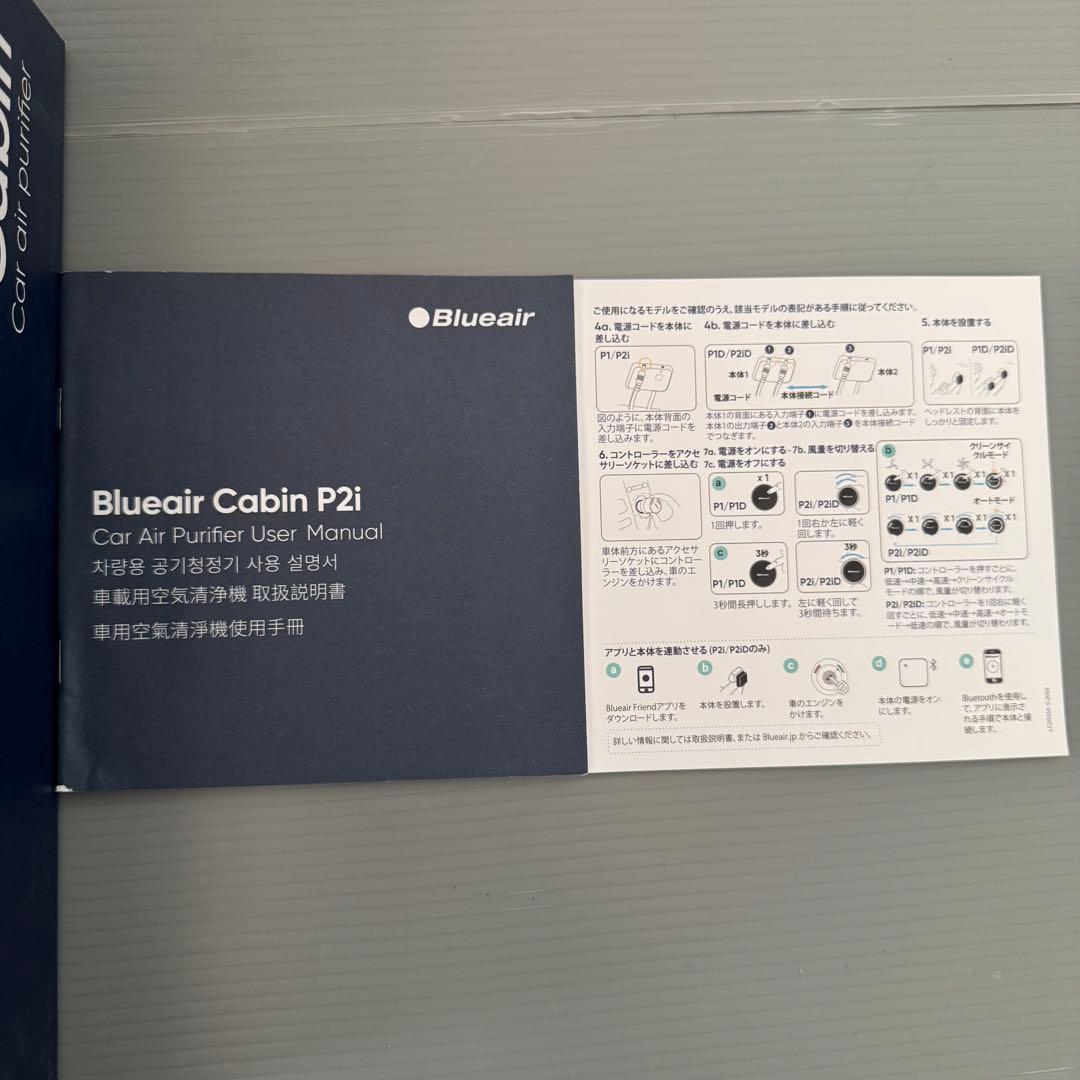 Cabin
Car air purifier
Blueair
Blueair Cabin P2i
Car Air Purifier User Manual
차량용 공기청정기 사용 설명서
車載用空気清浄機 取扱説明書
車用空氣清淨機使用手冊
ご使用になるモデルをご確認のうえ、該当モデルの表記がある手順に従ってください。
4a. 電源コードを本体に
差し込む
P1/P2i
図のように、本体背面の
入力端子に電源コードを
差し込みます。
4b. 電源コードを本体に差し込む
P1D/P2iD
1
2
3
本体1
本体2
電源コード
本体接続コード
本体1の背面にある入力端子1に電源コードを差し込みます。
本体1の出力端子2と本体2の入力端子3を本体接続コード
でつなぎます。
5. 本体を設置する
P1/P2i
P1D/P2iD
ヘッドレストの背面に本体を
しっかりと固定します。
6. コントローラーをアクセ
サリーソケットに差し込む
車体前方にあるアクセサ
リーソケットにコントロー
ラーを差し込み、車のエ
ンジンをかけます。
7a. 電源をオンにする - 7b. 風量を切り替える
7c. 電源をオフにする
a
x 1
P1/P1D
P2i/P2iD
1回押します。
1回右か左に軽く
回します。
c
3秒
P1/P1D
3秒
P2i/P2iD
3秒間長押しします。
左に軽く回して
3秒間待ちます。
b
クリーンサイ
クルモード
X1
X1
X1
X1
P1/P1D
オートモード
X1
X1
X1
X1
P2i/P2iD
P1/P1D: コントローラーを押すごとに、
低速→中速→高速→クリーンサイクル
モードの順で、風量が切り替わります。
P2i/P2iD: コントローラーを1回右に軽く
回すごとに、低速→中速→高速→オートモ
ード→低速の順で、風量が切り替わります。
アプリと本体を連動させる (P2i/P2iDのみ)
a
Blueair Friendアプリを
ダウンロードします。
b
本体を設置します。
c
車のエンジンを
かけます。
d
本体の電源をオン
にします。
e
Bluetoothを使用し
て、アプリに表示さ
れる手順で本体と接
続します。
詳しい情報に関しては取扱説明書、または Blueair.jp からご確認ください。